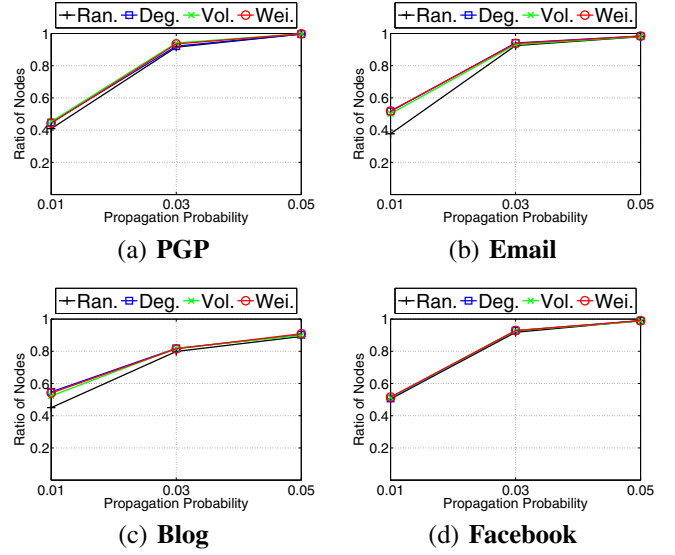 Ran. Deg. Vol. Wei.
1
0.8
0.6
0.4
0.2
Ratio of Nodes
0.01 0.03 0.05
Propagation Probability
(a) PGP
Ran. Deg. Vol. Wei.
1
0.8
0.6
0.4
0.2
Ratio of Nodes
0.01 0.03 0.05
Propagation Probability
(b) Email
Ran. Deg. Vol. Wei.
1
0.8
0.6
0.4
0.2
Ratio of Nodes
0.01 0.03 0.05
Propagation Probability
(c) Blog
Ran. Deg. Vol. Wei.
1
0.8
0.6
0.4
0.2
Ratio of Nodes
0.01 0.03 0.05
Propagation Probability
(d) Facebook